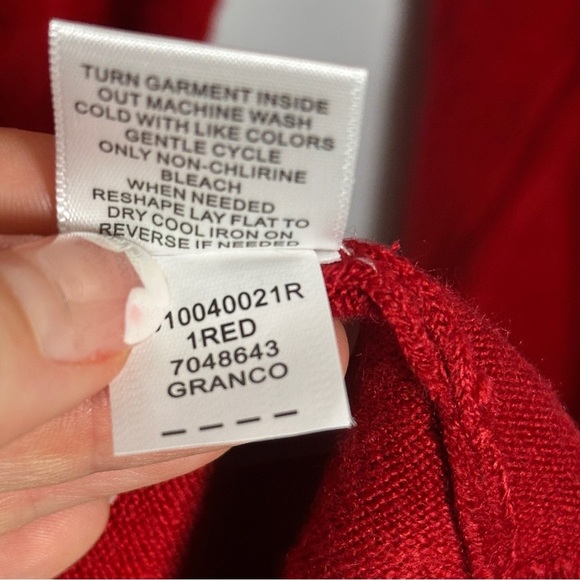 TURN GARMENT INSIDE
OUT MACHINE WASH
COLD WITH LIKE COLORS
GENTLE CYCLE
ONLY NON-CHLIRINE
BLEACH
WHEN NEEDED
RESHAPE LAY FLAT TO
DRY COOL IRON ON
REVERSE IF NEEDED
10040021R
1RED
7048643
GRANCO